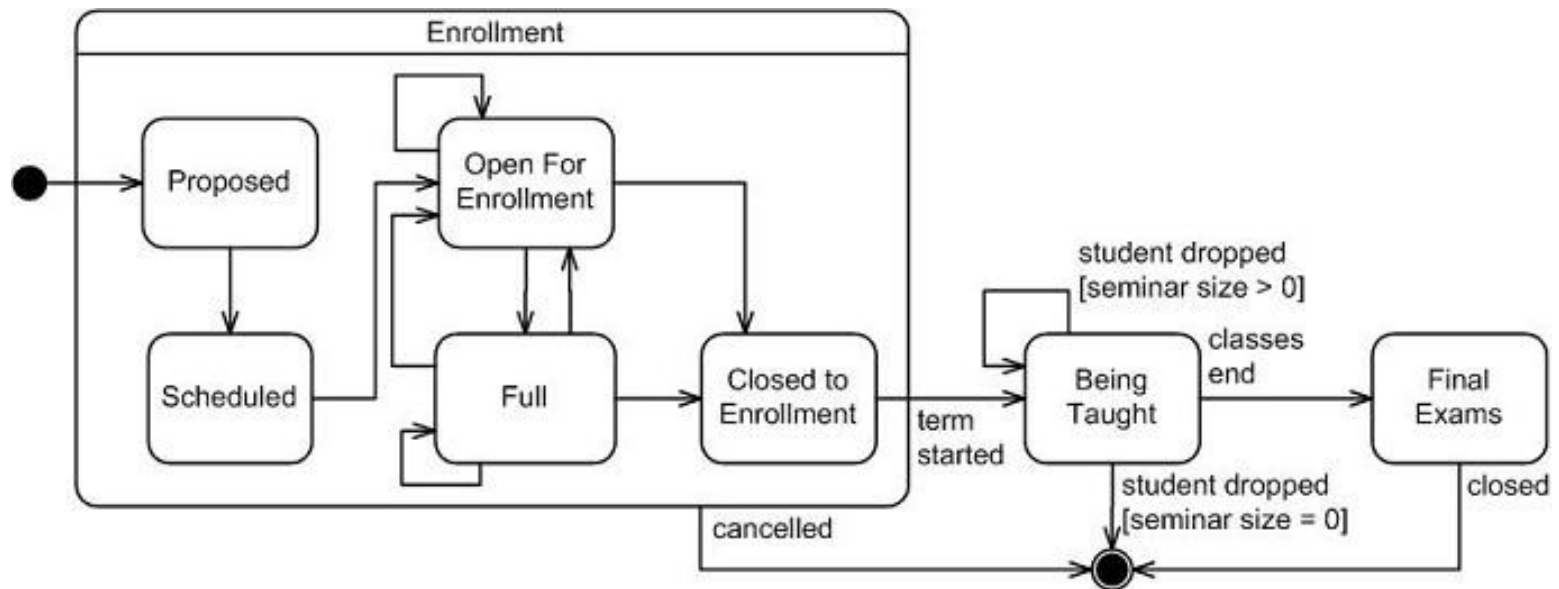 Enrollment
Proposed
Open For
Enrollment
Scheduled
Full
Closed to
Enrollment
term
started
student dropped
[seminar size > 0]
Being
Taught
classes
end
Final
Exams
cancelled
student dropped
[seminar size = 0]
closed